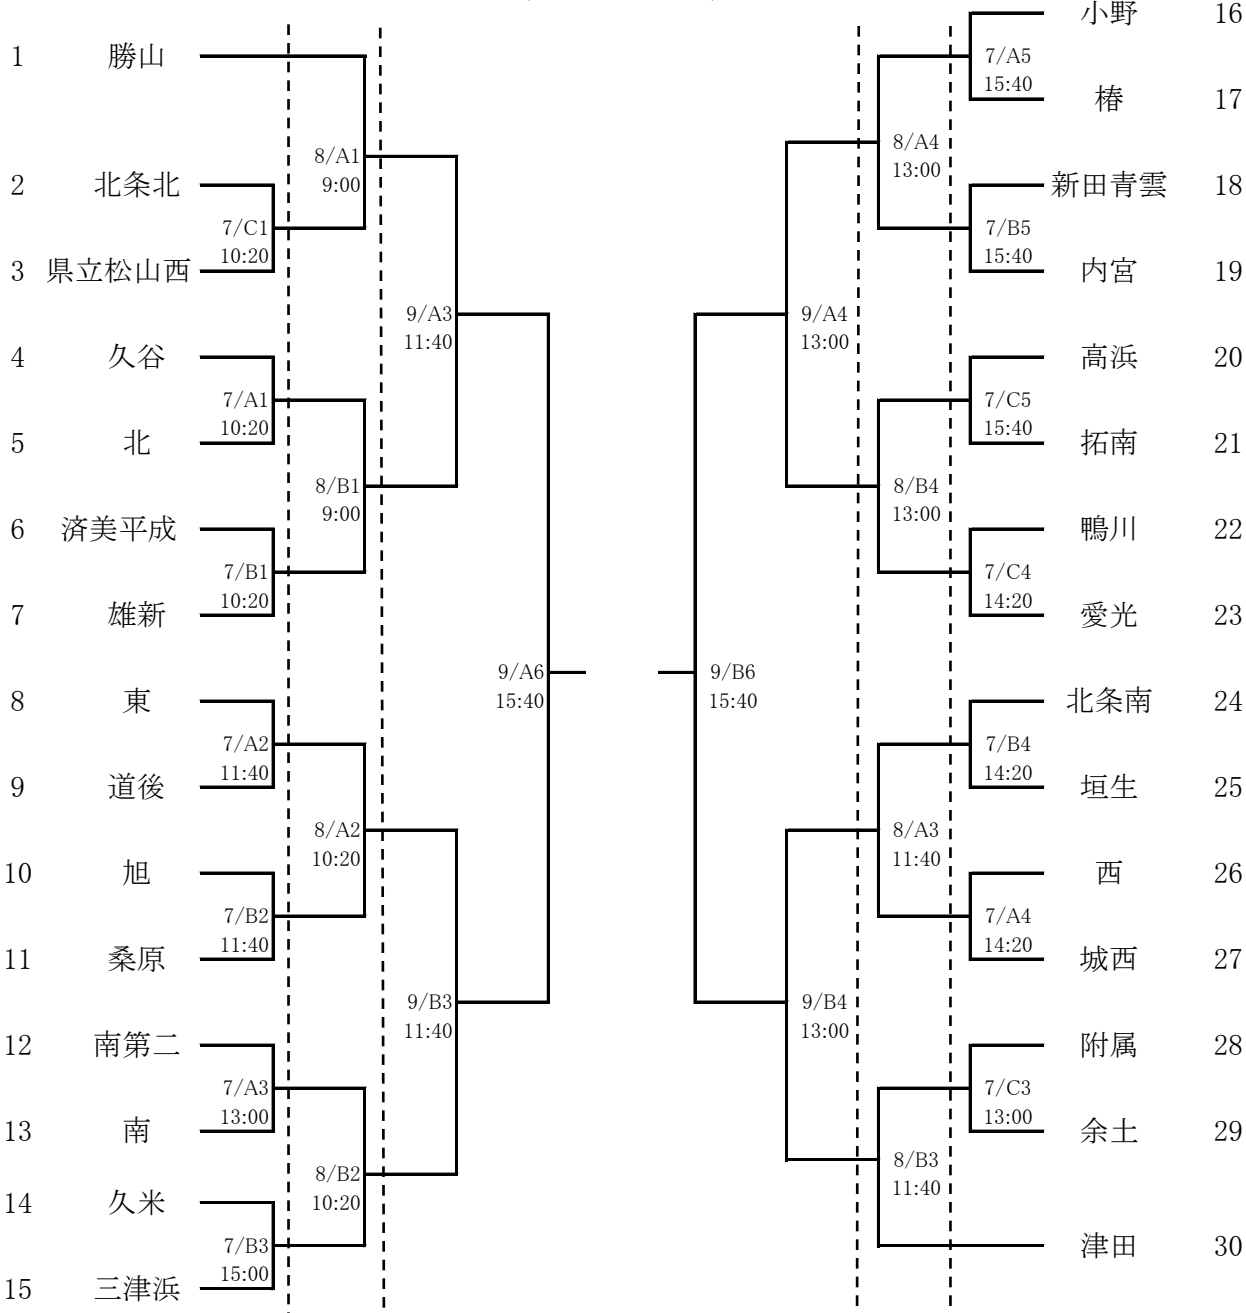 1 勝山
2 北条北
3 県立松山西
4 久谷
5 北
6 済美平成
7 雄新
8 東
9 道後
10 旭
11 桑原
12 南第二
13 南
14 久米
15 三津浜
7/C1
10:20
7/A1
10:20
7/B1
10:20
7/A2
11:40
7/B2
11:40
7/A3
13:00
7/B3
15:00
8/A1
9:00
8/B1
9:00
8/A2
10:20
8/B2
10:20
9/A3
11:40
9/B3
11:40
9/A6
15:40
9/B6
15:40
9/A4
13:00
9/B4
13:00
8/A4
13:00
8/B4
13:00
8/A3
11:40
8/B3
11:40
7/A5
15:40
7/B5
15:40
7/C5
15:40
7/C4
14:20
7/B4
14:20
7/A4
14:20
7/C3
13:00
小野 16
椿 17
新田青雲 18
内宮 19
高浜 20
拓南 21
鴨川 22
愛光 23
北条南 24
垣生 25
西 26
城西 27
附属 28
余土 29
津田 30